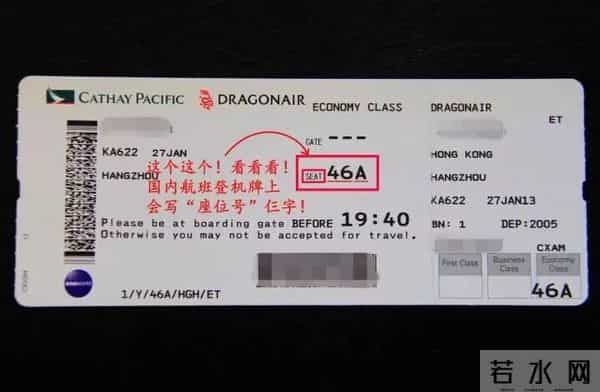 CATHAY PACIFIC DRAGONAIR ECONOMY CLASS
GATE ---
KA622 27JAN
HANGZHOU
SEAT 46A
这个这个！看看看！
国内航班登机牌上
会写“座位号”仨字！
Please be at boarding gate BEFORE 19:40
Otherwise you may not be accepted for travel.
1/Y/46A/HGH/ET
DRAGONAIR
ET
HONG KONG
HANGZHOU
KA622 27JAN13
BN: 1 DEP:2005
CXAM
First Class
Business Class
Economy Class
46A
若水网